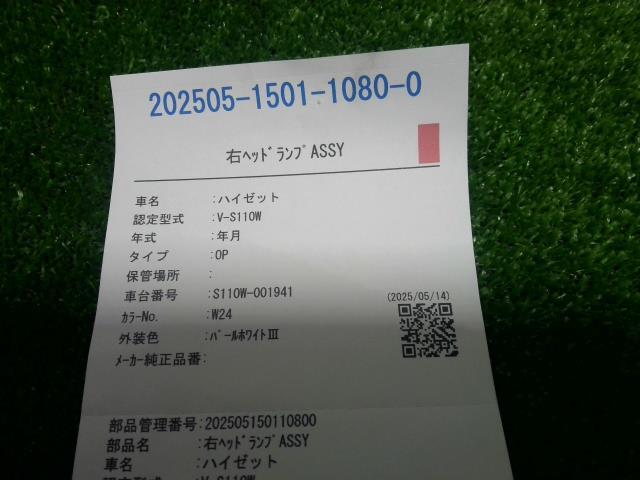 202505-1501-1080-0
右ﾍｯﾄﾞﾗﾝﾌﾟASSY
車名 :ハイゼット
認定型式 :V-S110W
年式 :年月
タイプ :OP
保管場所 :
車台番号 :S110W-001941
(2025/05/14)
ｶﾗｰNo. :W24
外装色 :ﾊﾟｰﾙﾎﾜｲﾄⅢ
ﾒｰｶｰ純正品番:
部品管理番号:202505150110800
部品名 :右ﾍｯﾄﾞﾗﾝﾌﾟASSY
車名 :ハイゼット
認定型式 :V-S110W